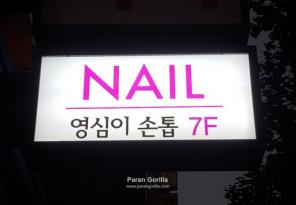 NAIL
영심이 손톱 7F
Paran Gorilla
www.parangorilla.com